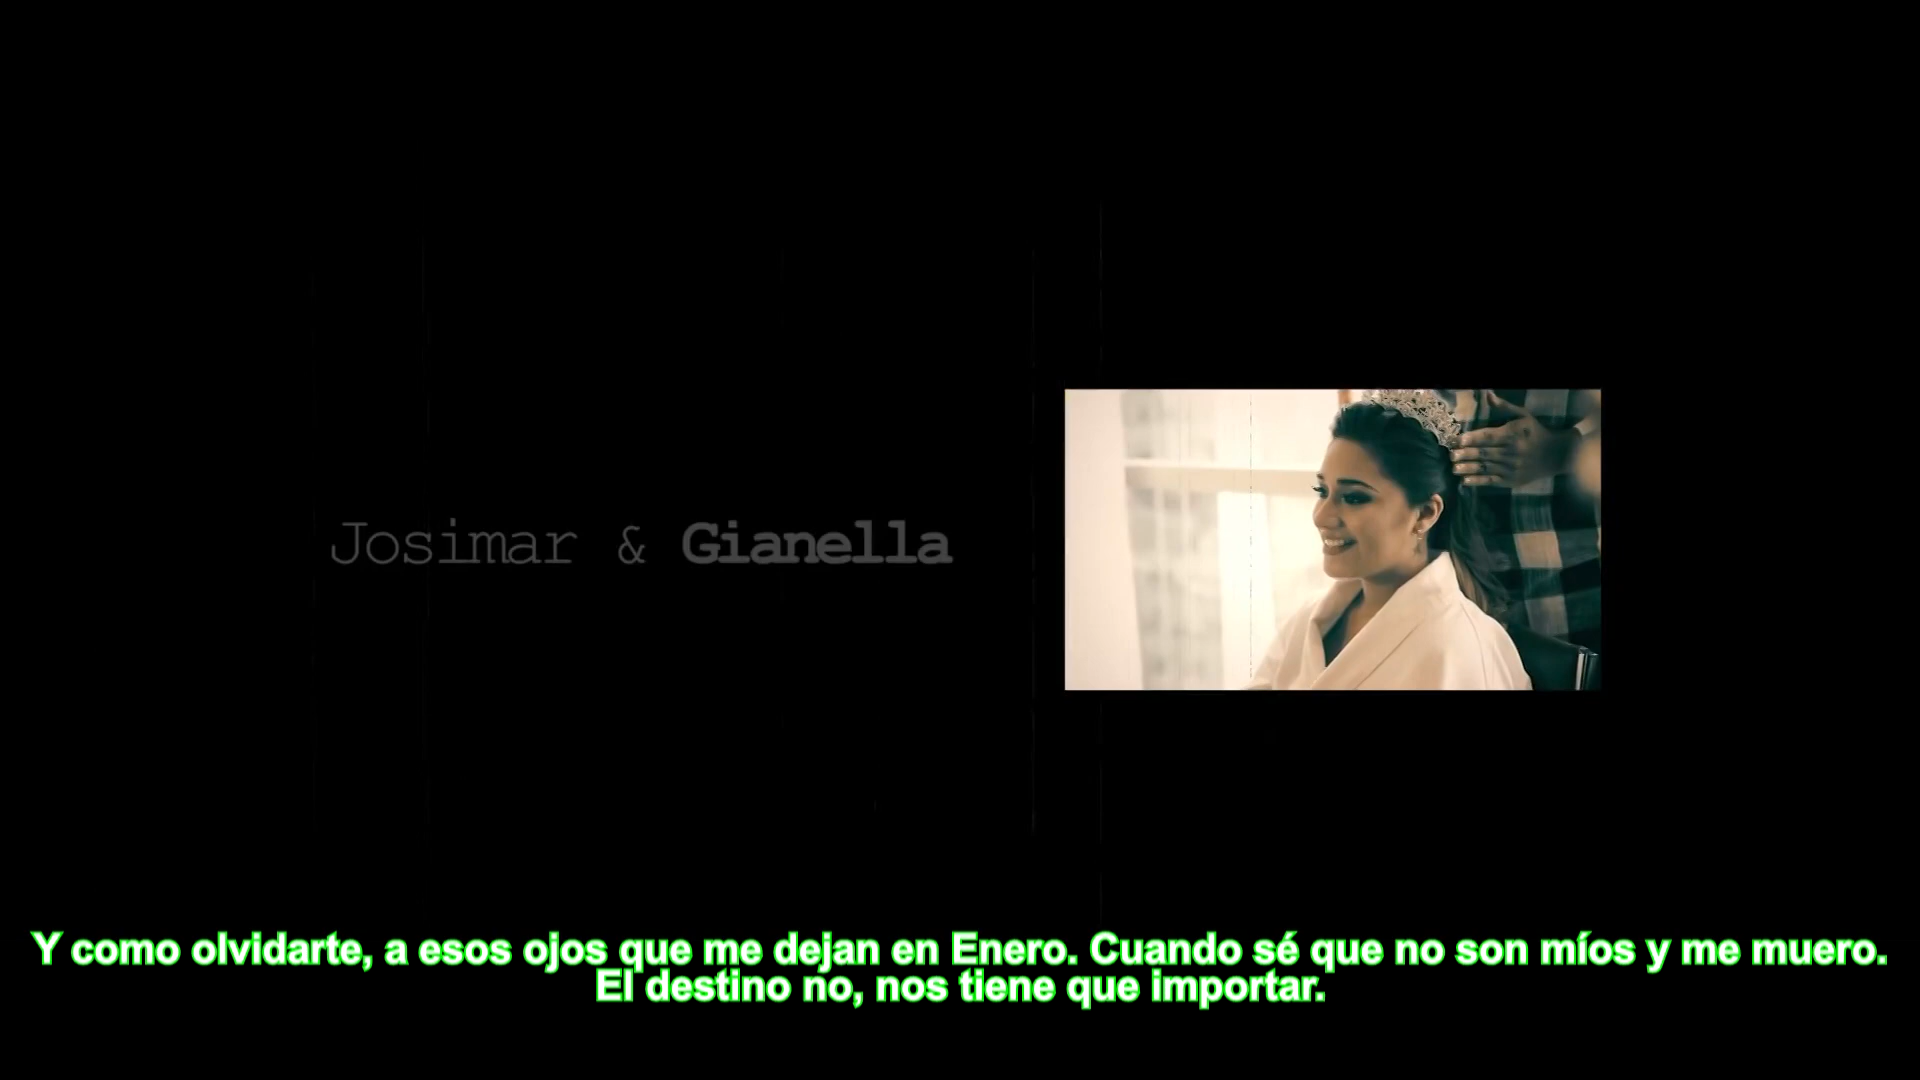 Josimar & Gianella
Y como olvidarte, a esos ojos que me dejan en Enero. Cuando sé que no son míos y me muero.
El destino no, nos tiene que importar.